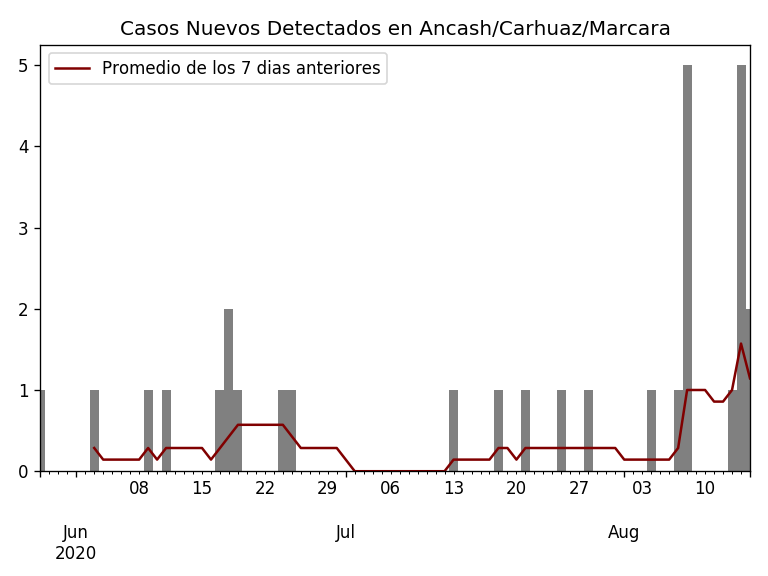 Casos Nuevos Detectados en Ancash/Carhuaz/Marcara
Promedio de los 7 dias anteriores
5
4
3
2
1
0
08 15 22 29 06 13 20 27 03 10
Jun Jul Aug
2020